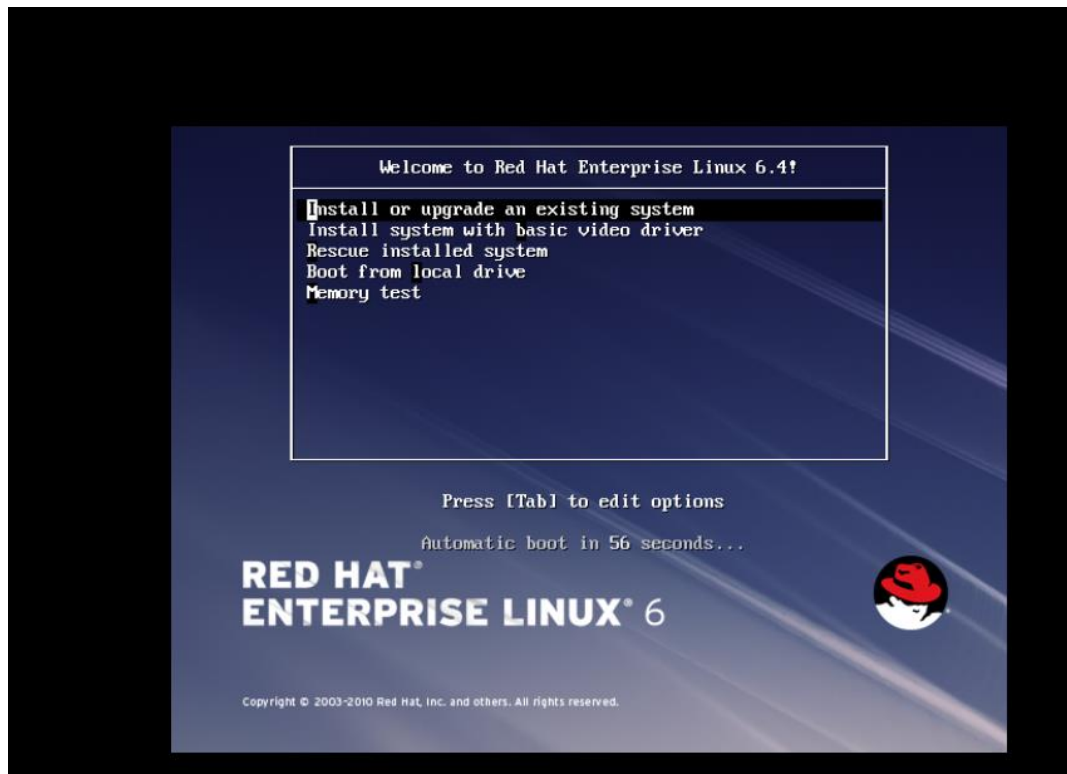 Welcome to Red Hat Enterprise Linux 6.4!
Install or upgrade an existing system
Install system with basic video driver
Rescue installed system
Boot from local drive
Memory test
Press [Tab] to edit options
Automatic boot in 56 seconds...
RED HAT®
ENTERPRISE LINUX® 6
Copyright © 2003-2010 Red Hat, Inc. and others. All rights reserved.